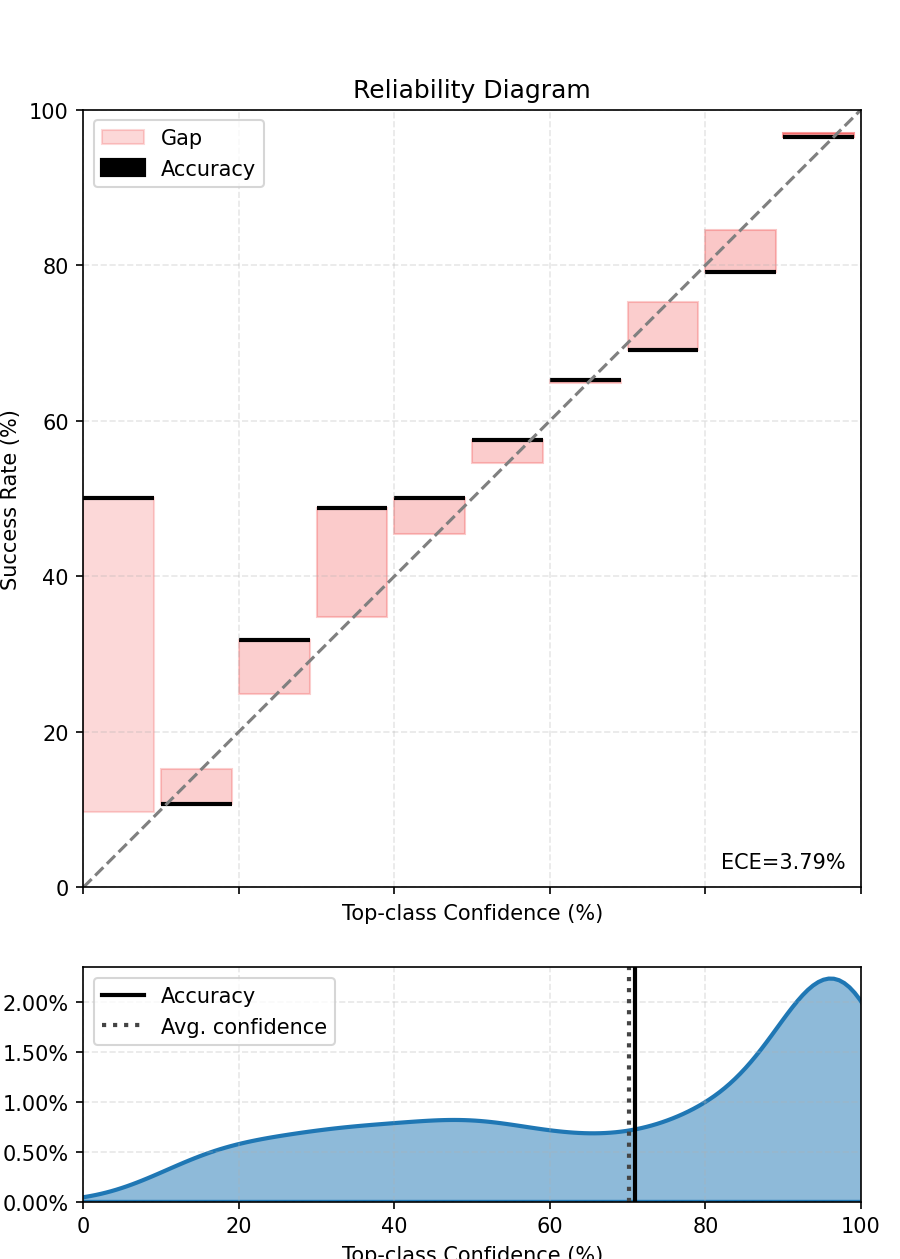 Reliability Diagram
100
80
60
40
20
0
Success Rate (%)
Gap
Accuracy
ECE=3.79%
Top-class Confidence (%)
2.00%
1.50%
1.00%
0.50%
0.00%
Accuracy
Avg. confidence
0 20 40 60 80 100
Top-class Confidence (%)